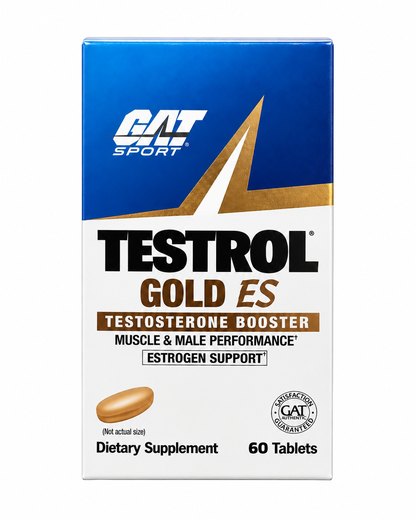 GAT
SPORT®
TESTROL®
GOLD ES
TESTOSTERONE BOOSTER
MUSCLE & MALE PERFORMANCE†
ESTROGEN SUPPORT†
(Not actual size)
SATISFACTION
GAT
AUTHENTIC
GUARANTEED
Dietary Supplement 60 Tablets